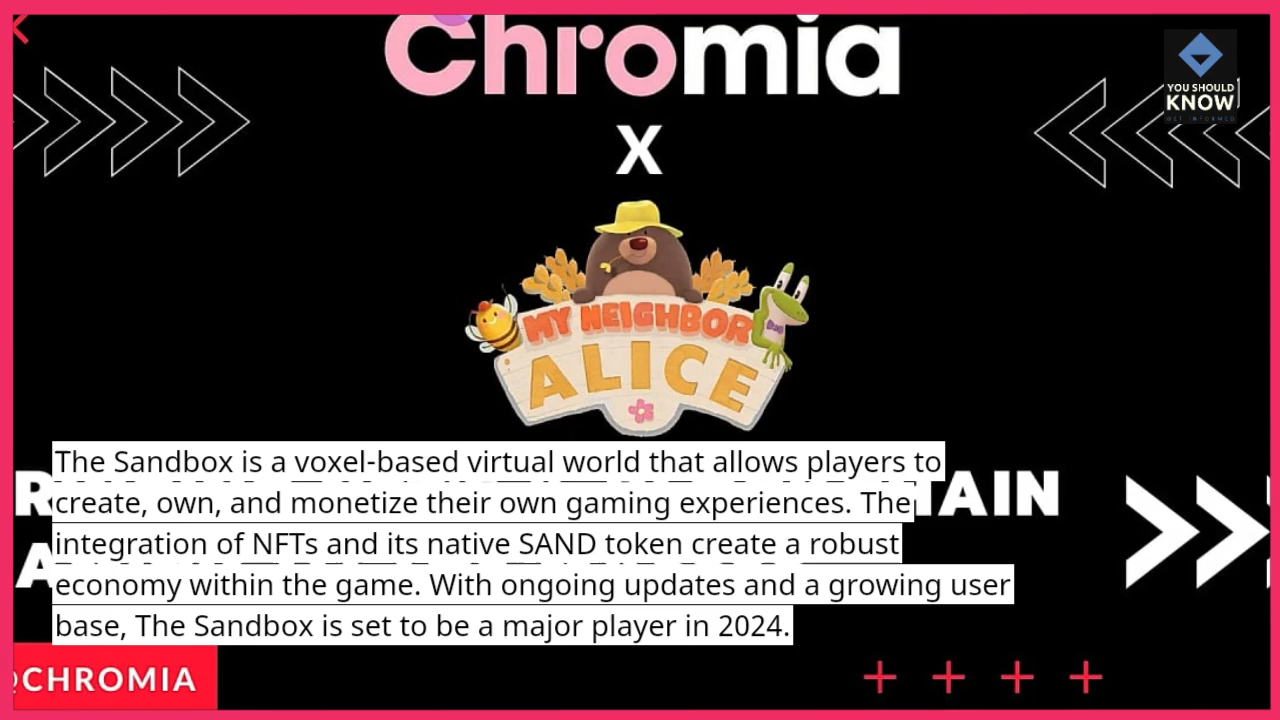 Chromia
YOU SHOULD
KNOW
GET INFORMED
X
MY NEIGHBOR
ALICE
The Sandbox is a voxel-based virtual world that allows players to
create, own, and monetize their own gaming experiences. The
integration of NFTs and its native SAND token create a robust
economy within the game. With ongoing updates and a growing user
base, The Sandbox is set to be a major player in 2024.
@CHROMIA